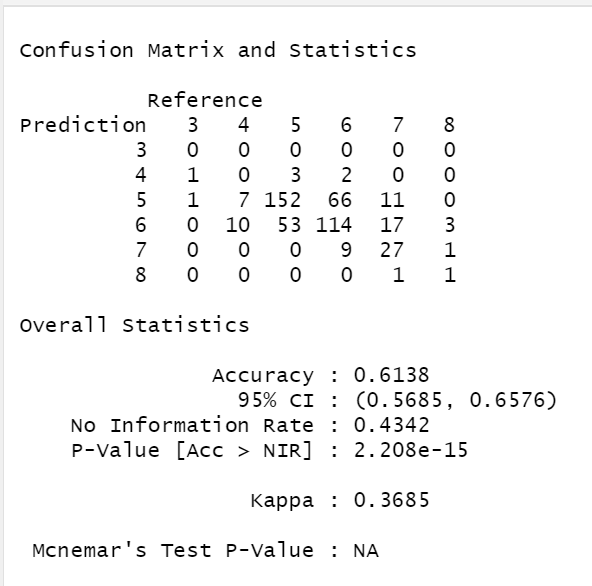 Confusion Matrix and Statistics
Reference
Prediction 3 4 5 6 7 8
3 0 0 0 0 0 0
4 1 0 3 2 0 0
5 1 7 152 66 11 0
6 0 10 53 114 17 3
7 0 0 0 9 27 1
8 0 0 0 0 1 1
Overall Statistics
Accuracy : 0.6138
95% CI : (0.5685, 0.6576)
No Information Rate : 0.4342
P-Value [Acc > NIR] : 2.208e-15
Kappa : 0.3685
Mcnemar's Test P-Value : NA